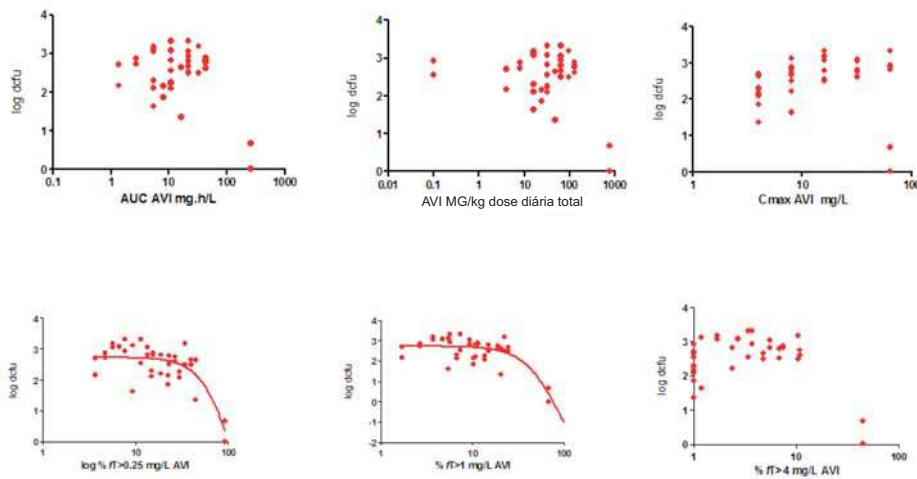 4
3
2
1
0
0.1 1 10 100 1000
log dcfu
AUC AVI mg.h/L
4
3
2
1
0
0.01 0.1 1 10 100 1000
log dcfu
AVI MG/kg dose diária total
4
3
2
1
0
1 10 100
log dcfu
Cmax AVI mg/L
4
3
2
1
0
1 10 100
log dcfu
log % fT>0.25 mg/L AVI
4
3
2
1
0
-1
-2
1 10 100
log dcfu
% fT>1 mg/L AVI
4
3
2
1
0
1 10 100
log dcfu
% fT>4 mg/L AVI